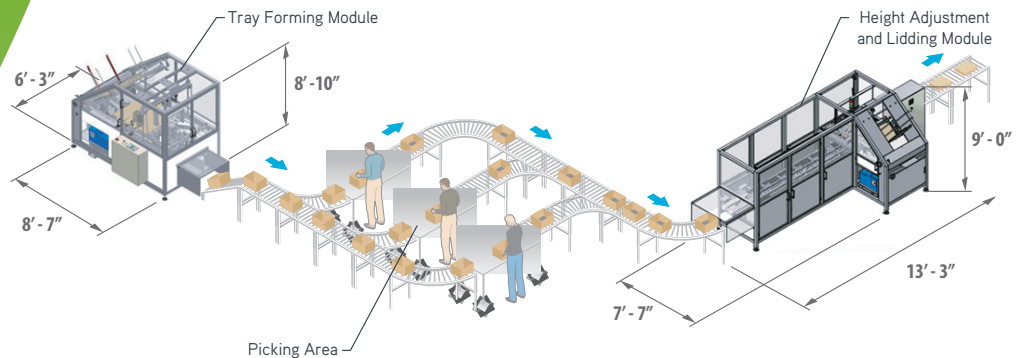 Tray Forming Module
Height Adjustment
and Lidding Module
6’- 3”
8’-10”
9’ - 0”
8’ - 7”
13’ - 3”
7’ - 7”
Picking Area